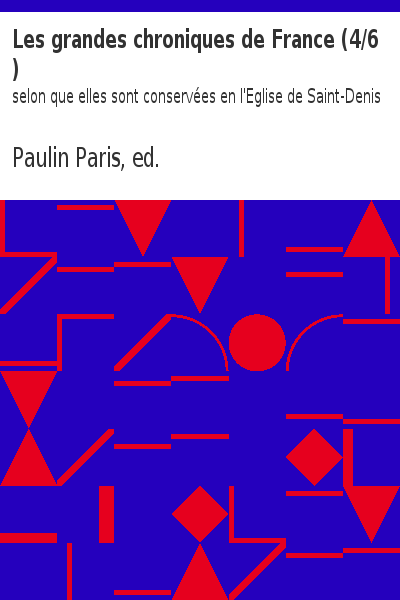 Les grandes chroniques de France (4/6
)
selon que elles sont conservées en l'Eglise de Saint-Denis
Paulin Paris, ed.